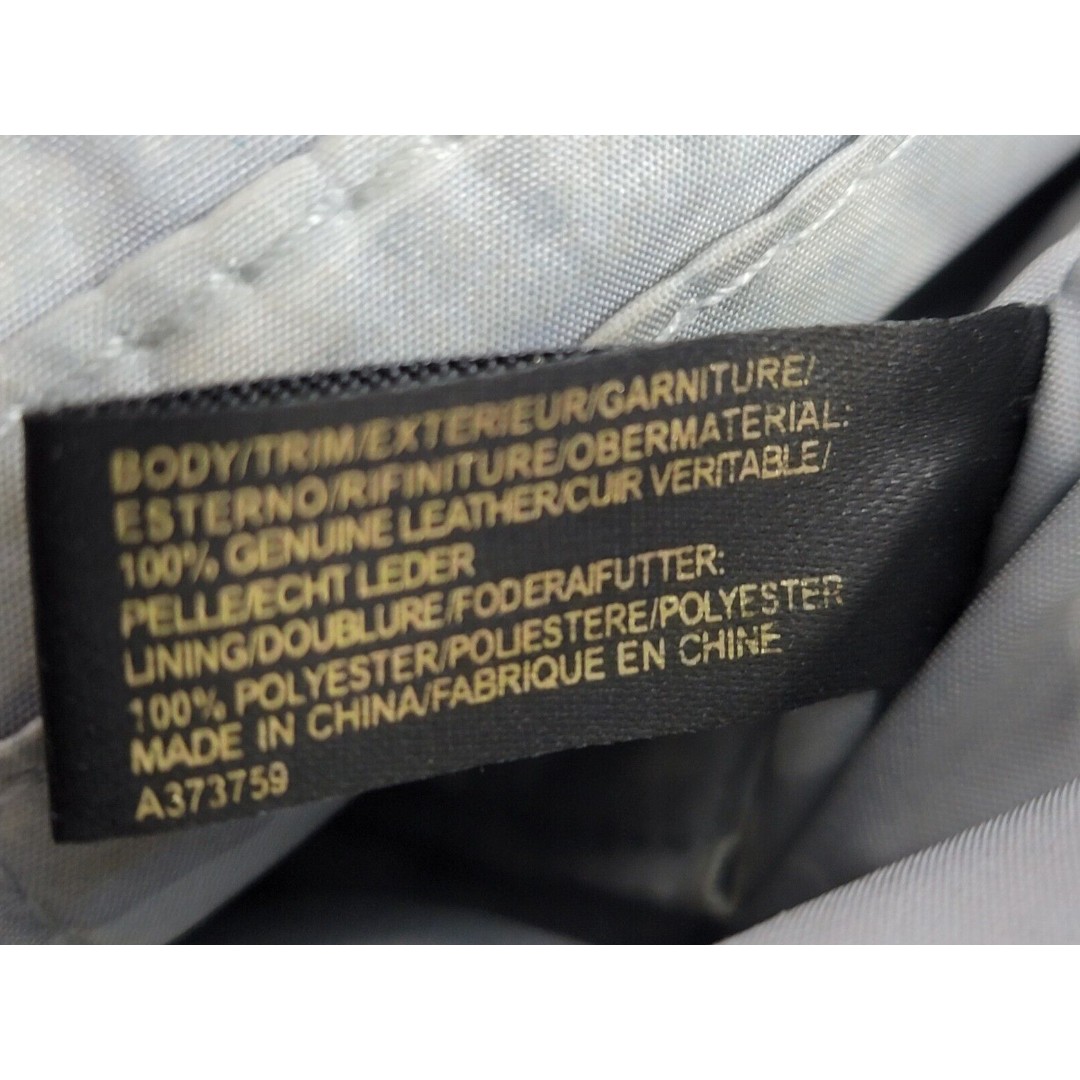 BODY/TRIM/EXTERIEUR/GARNITURE/
ESTERNO/RIFINITURE/OBERMATERIAL:
100% GENUINE LEATHER/CUIR VERITABLE/
PELLE/ECHT LEDER
LINING/DOUBLURE/FODERA/FUTTER:
100% POLYESTER/POLIESTERE/POLYESTER
MADE IN CHINA/FABRIQUE EN CHINE
A373759